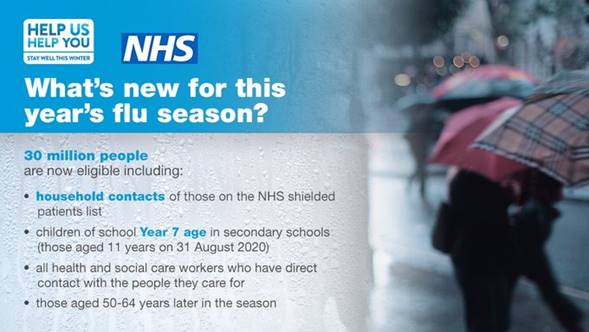 HELP US
HELP YOU
STAY WELL THIS WINTER
NHS
What's new for this
year's flu season?
30 million people
are now eligible including:
• household contacts of those on the NHS shielded
patients list
• children of school Year 7 age in secondary schools
(those aged 11 years on 31 August 2020)
• all health and social care workers who have direct
contact with the people they care for
• those aged 50-64 years later in the season